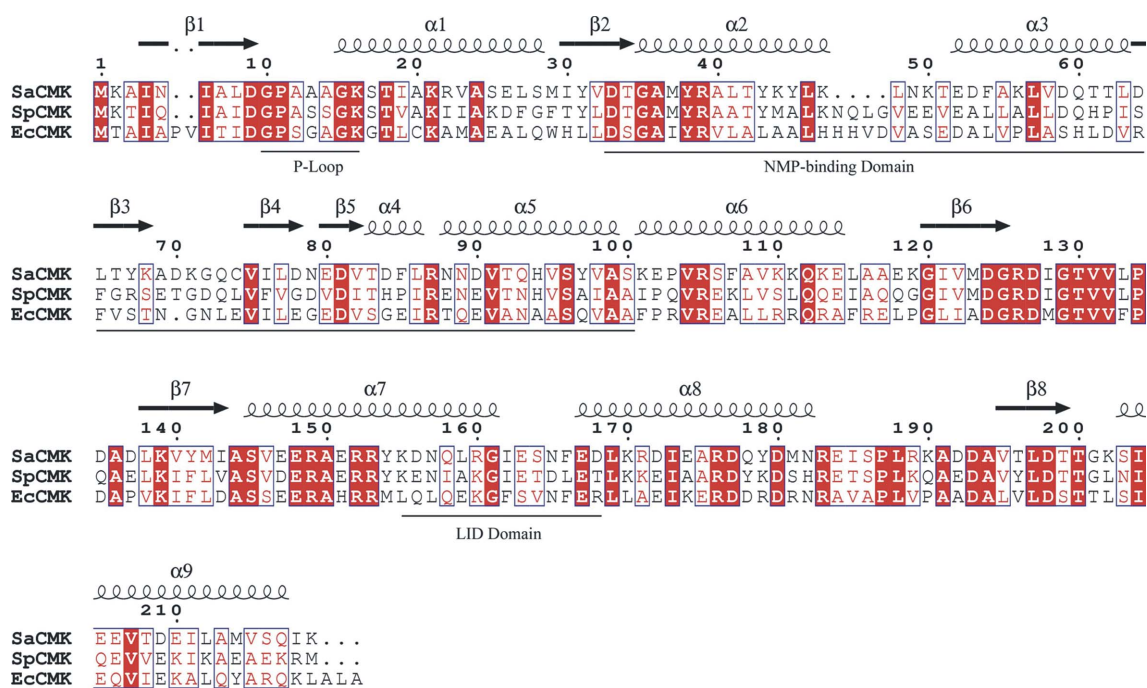 β1 α1 β2 α2 α3
1 10 20 30 40 50 60
SaCMK MKAIN..IALDGPAAAGKSTIAKRVASELSMIYVDTGAMYRALTYKYLK....LNKTEDFAKLVDQTTLD
SpCMK MKTIQ..IAIDGPASSGKSTVAKIIAKDFGFTYLDTGAMYRAATYMALKNQLGVEEVEALLALLDQHPIS
EcCMK MTAIAPVITIDGPSGAGKGTLCKAMAEALQWHLLDSGAIYRVLALAALHHHVDVASEDALVPLASHLDVR
P-Loop NMP-binding Domain
β3 β4 β5 α4 α5 α6 β6
70 80 90 100 110 120 130
SaCMK LTYKADKGQCVILDNEDVTDFLRNNDVTQHVSYVASKEPVRSFAVKKQKELAAEKGIVMDGRDIGTVVLP
SpCMK FGRSETGDQLVFVGDVDITHPIRENEVTNHVSAIAAIPQVREKLVSLQQEIAQQGGIVMDGRDIGTVVLP
EcCMK FVSTN.GNLEVILEGEDVSGEIRTQEVANAASQVAAFPRVREALLRRQRAFRELPGLIADGRDMGTVVFP
β7 α7 α8 β8
140 150 160 170 180 190 200
SaCMK DADLKVYMIASVEERAERRYKDNQLRGIESNFEDLKRDIEARDQYDMNREISPLRKADDAVTLDTTGKSI
SpCMK QAELKIFLVASVDERAERRYKENIAKGIETDLETLKKEIAARDYKDSHRETSPLKQAEDAVYLDTTGLNI
EcCMK DAPVKIFLDASSEERAHRRMLQLQEKGFSVNFERLLAEIKERDDRDRNRAVAPLVPAADALVLDSTTLSI
LID Domain
α9
210
SaCMK EEVTDEILAMVSQIK...
SpCMK QEVVEKIKAEAEKRM...
EcCMK EQVIEKALQYARQKLALA